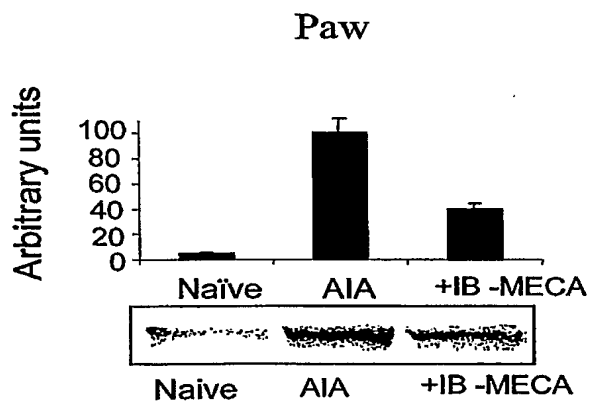 Paw
Arbitrary units
100
80
60
40
20
0
Naïve AIA +IB -MECA
Naive AIA +IB -MECA